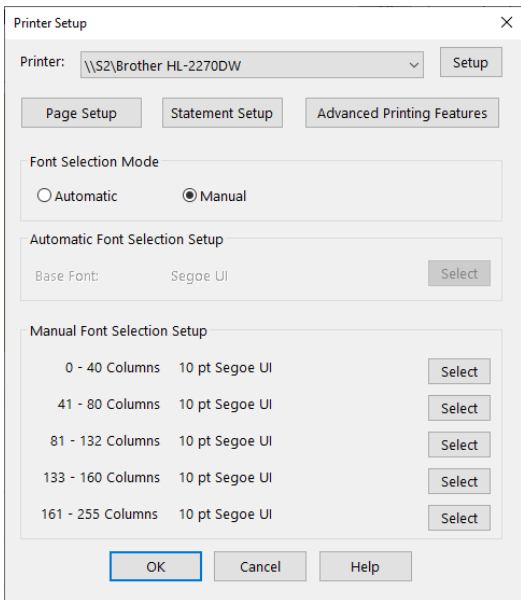 Printer Setup
Printer: \\S2\Brother HL-2270DW Setup
Page Setup Statement Setup Advanced Printing Features
Font Selection Mode
Automatic Manual
Automatic Font Selection Setup
Base Font: Segoe UI Select
Manual Font Selection Setup
0 - 40 Columns 10 pt Segoe UI Select
41 - 80 Columns 10 pt Segoe UI Select
81 - 132 Columns 10 pt Segoe UI Select
133 - 160 Columns 10 pt Segoe UI Select
161 - 255 Columns 10 pt Segoe UI Select
OK Cancel Help